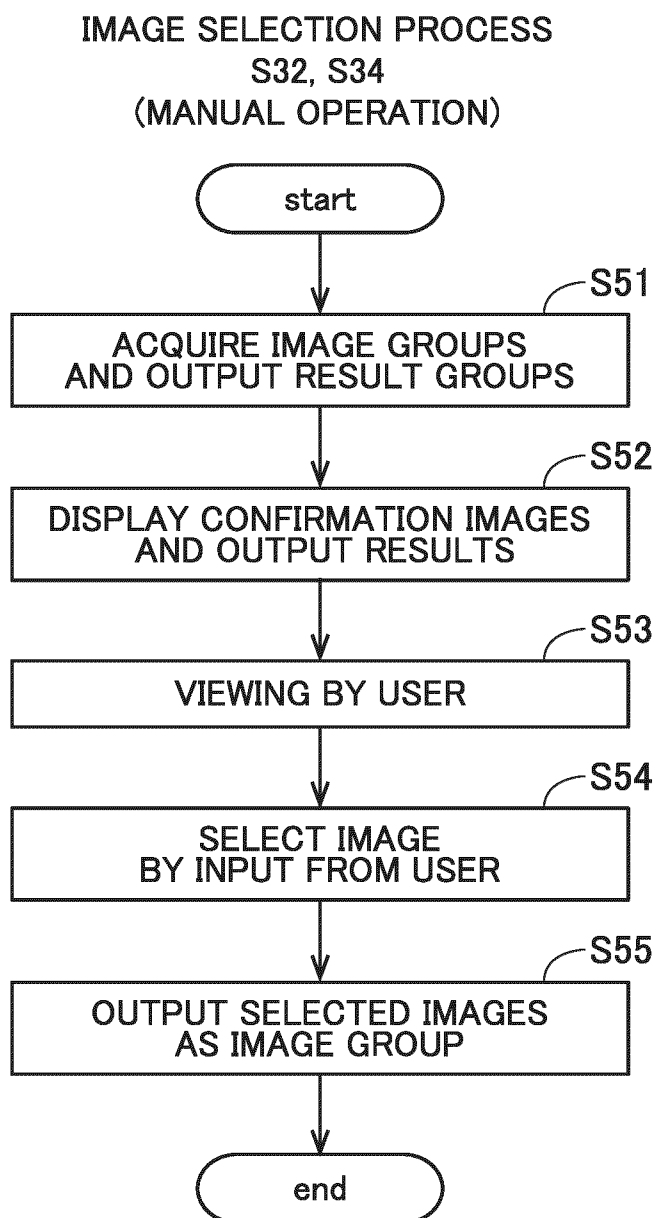 IMAGE SELECTION PROCESS
S32, S34
(MANUAL OPERATION)
start
S51
ACQUIRE IMAGE GROUPS
AND OUTPUT RESULT GROUPS
S52
DISPLAY CONFIRMATION IMAGES
AND OUTPUT RESULTS
S53
VIEWING BY USER
S54
SELECT IMAGE
BY INPUT FROM USER
S55
OUTPUT SELECTED IMAGES
AS IMAGE GROUP
end